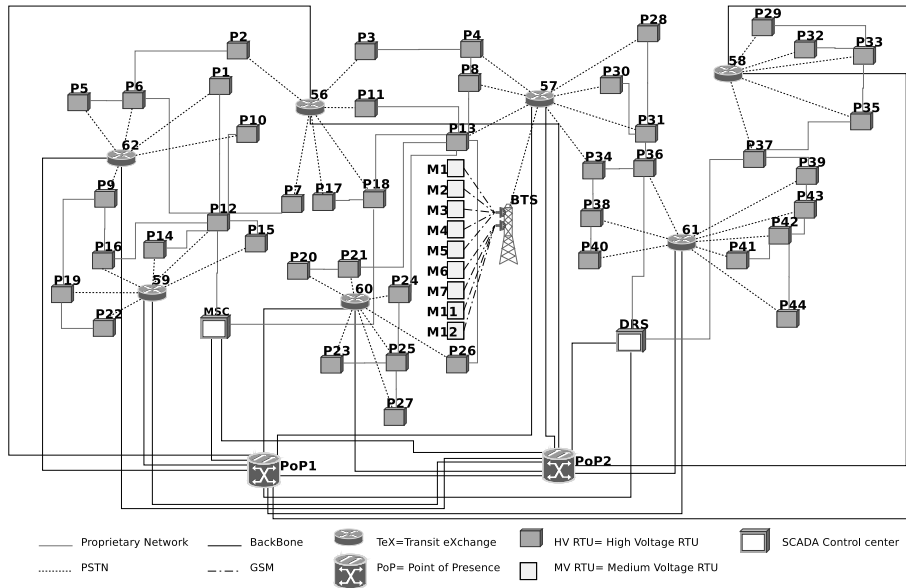 P29
P28
P2
P3
P4
P32
P33
58
P8
57
P30
P1
P5
P6
56
P11
P35
P10
P13
P31
62
P37
P34
P36
M1
P39
P9
P7
P17
P18
M2
BTS
M3
P38
P43
P12
M4
P42
P14
P15
61
P16
M5
P41
P40
P20
P21
M6
P19
59
60
P24
M7
P44
P22
MSC
M11
DRS
M12
P23
P25
P26
P27
PoP1
PoP2
Proprietary Network
BackBone
TeX=Transit eXchange
HV RTU= High Voltage RTU
SCADA Control center
PSTN
GSM
PoP= Point of Presence
MV RTU= Medium Voltage RTU